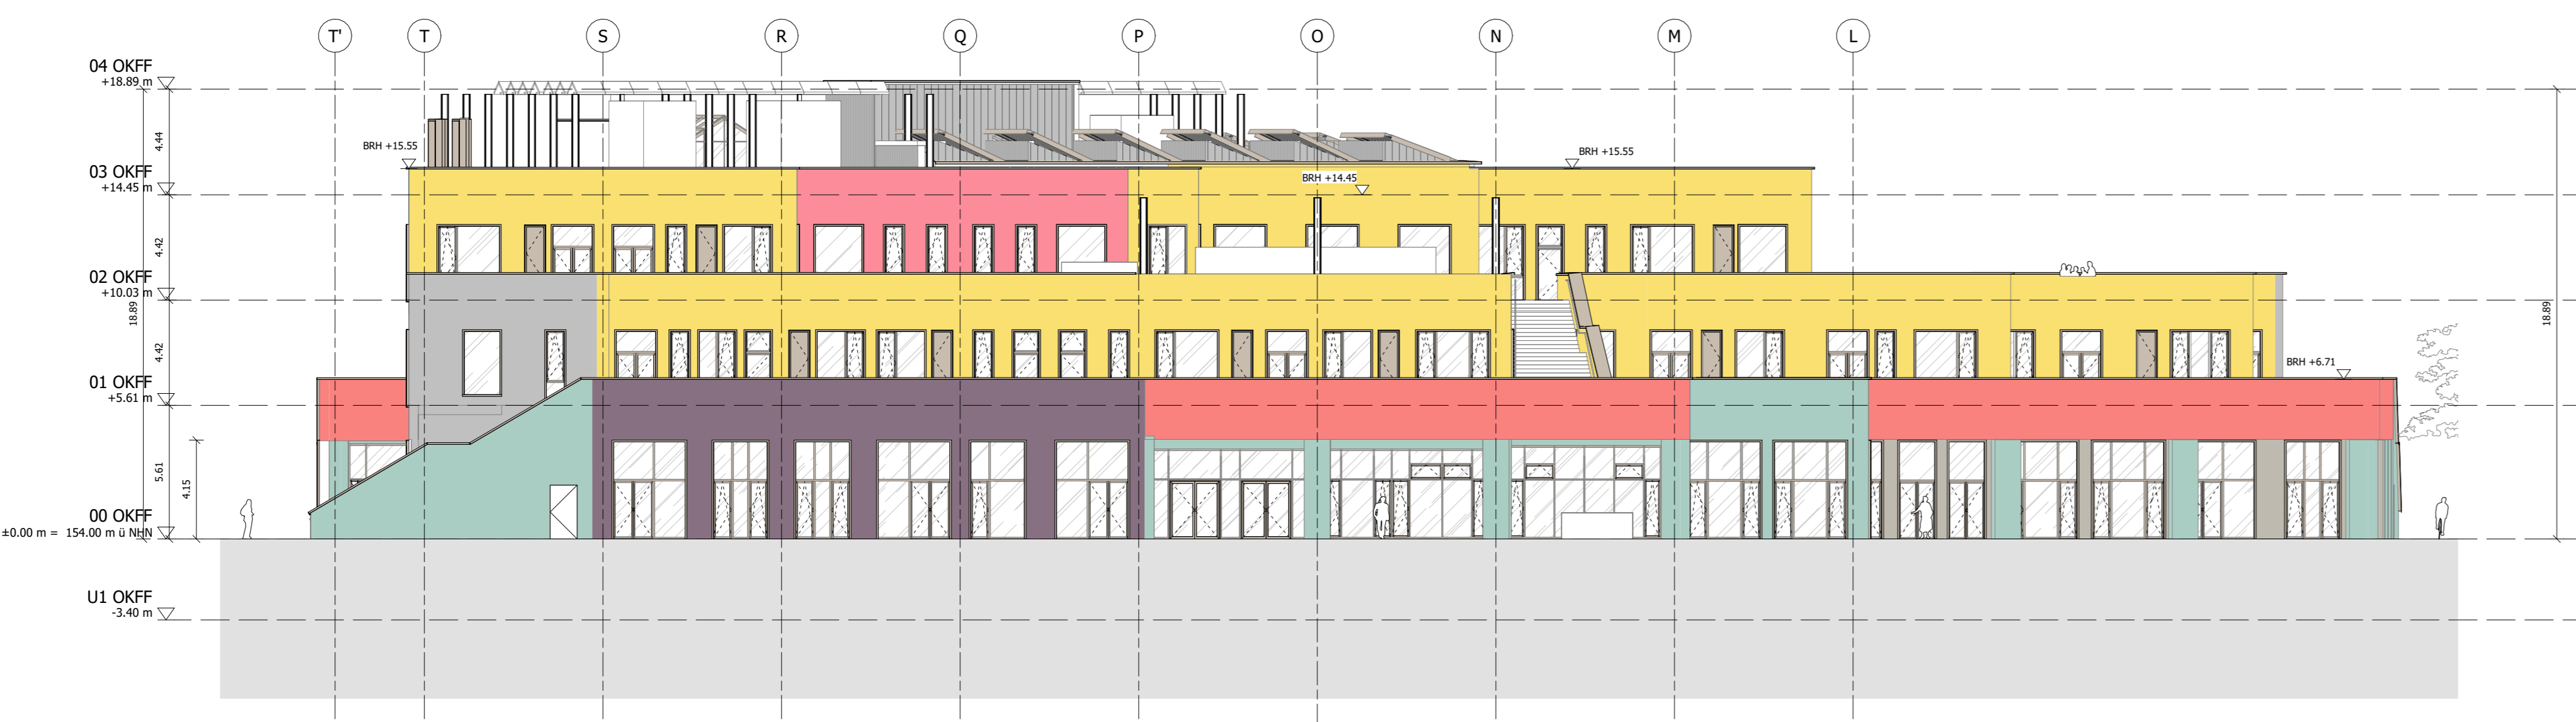 T' T S R Q P O N M L
04 OKFF
+18.89 m
4.44
BRH +15.55
BRH +15.55
03 OKFF
+14.45 m
BRH +14.45
4.42
02 OKFF
+10.03 m
18.89
18.89
4.42
BRH +6.71
01 OKFF
+5.61 m
5.61
4.15
00 OKFF
±0.00 m = 154.00 m ü NHN
U1 OKFF
-3.40 m